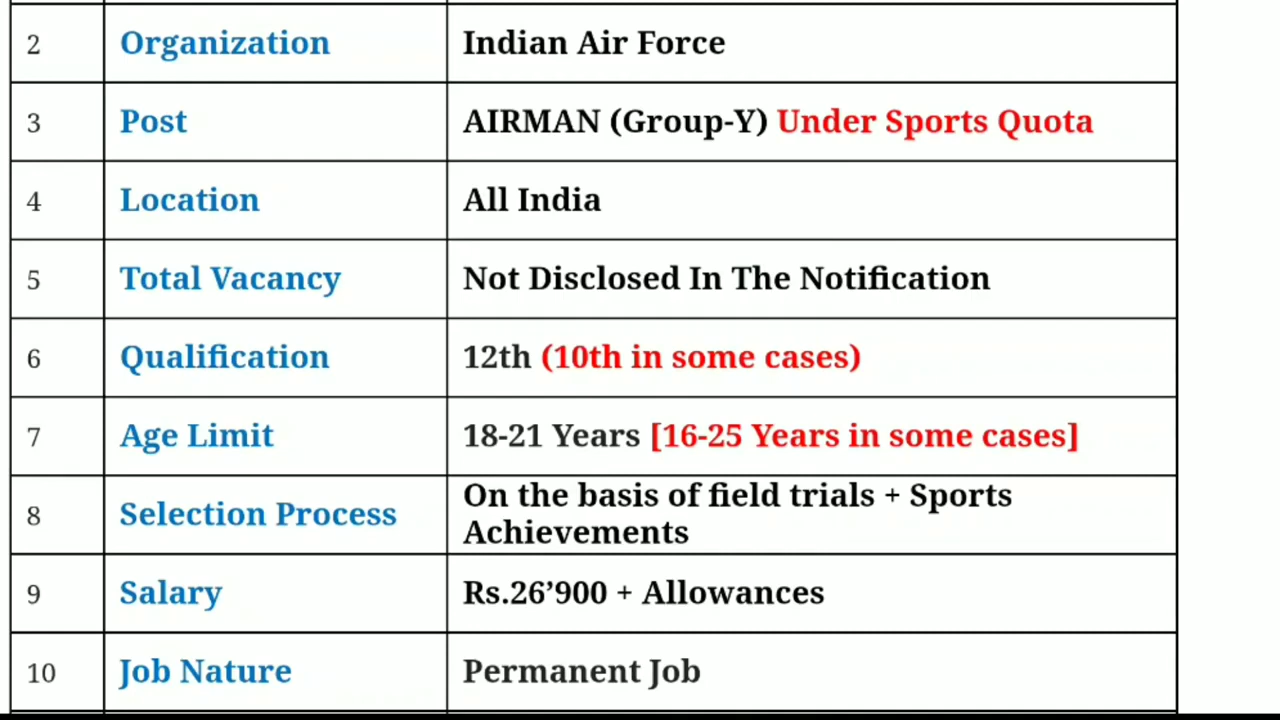 2 Organization Indian Air Force
3 Post AIRMAN (Group-Y) Under Sports Quota
4 Location All India
5 Total Vacancy Not Disclosed In The Notification
6 Qualification 12th (10th in some cases)
7 Age Limit 18-21 Years [16-25 Years in some cases]
8 Selection Process On the basis of field trials + Sports
Achievements
9 Salary Rs.26’900 + Allowances
10 Job Nature Permanent Job